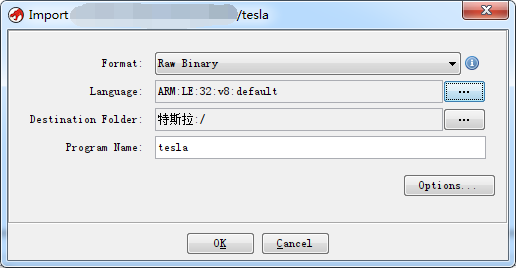 Import /tesla
Format: Raw Binary
Language: ARM:LE:32:v8:default ...
Destination Folder: 特斯拉:/ ...
Program Name: tesla
Options...
OK Cancel